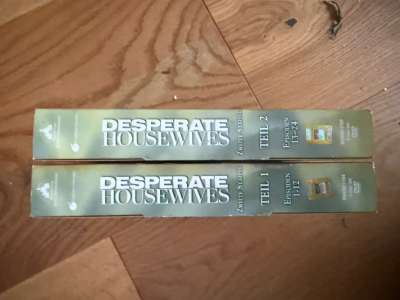 DESPERATE
HOUSEWIVES
ZWEITE STAFFEL
TEIL 2
EPISODEN
13-24
DESPERATE
HOUSEWIVES
ZWEITE STAFFEL
TEIL 1
EPISODEN
1-12